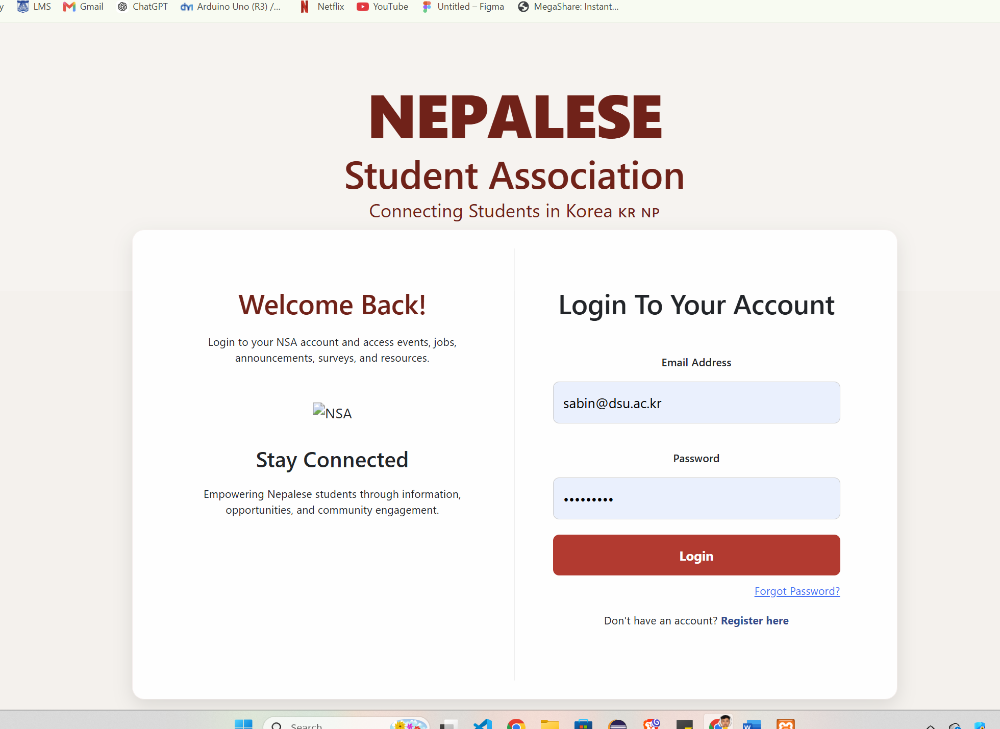 y LMS Gmail ChatGPT Arduino Uno (R3) /... Netflix YouTube Untitled – Figma MegaShare: Instant...
NEPALESE
Student Association
Connecting Students in Korea KR NP
Welcome Back!
Login to your NSA account and access events, jobs,
announcements, surveys, and resources.
NSA
Stay Connected
Empowering Nepalese students through information,
opportunities, and community engagement.
Login To Your Account
Email Address
sabin@dsu.ac.kr
Password
•••••••••
Login
Forgot Password?
Don't have an account? Register here
Search